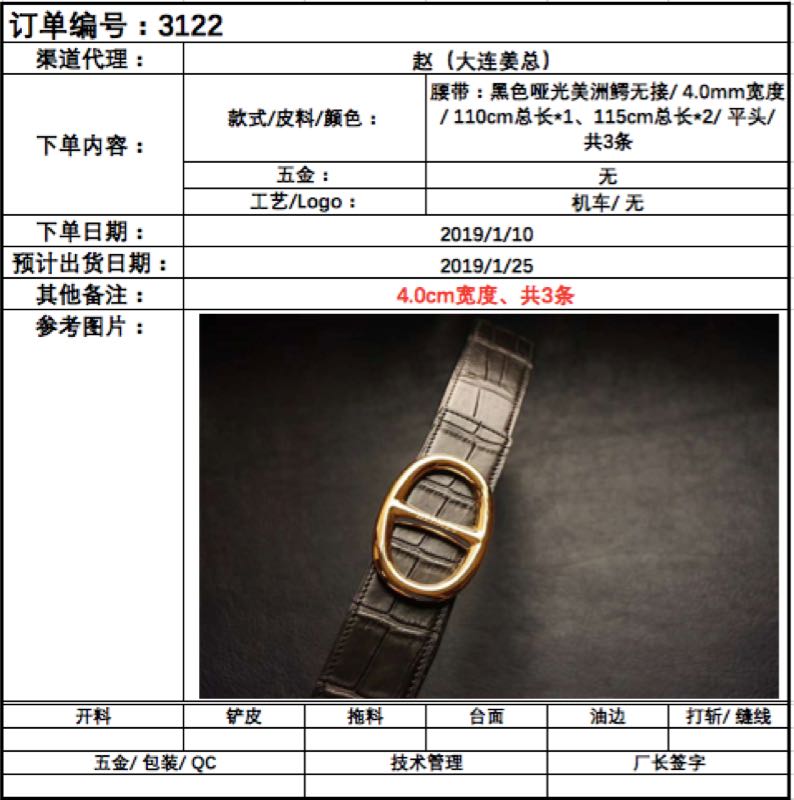 订单编号：3122
渠道代理： 赵（大连姜总）
下单内容： 款式/皮料/颜色： 腰带：黑色哑光美洲鳄无接/ 4.0mm宽度
/ 110cm总长*1、115cm总长*2/ 平头/
共3条
五金： 无
工艺/Logo： 机车/ 无
下单日期： 2019/1/10
预计出货日期： 2019/1/25
其他备注： 4.0cm宽度、共3条
参考图片：
开料 铲皮 拖料 台面 油边 打斩/ 缝线
五金/ 包装/ QC 技术管理 厂长签字